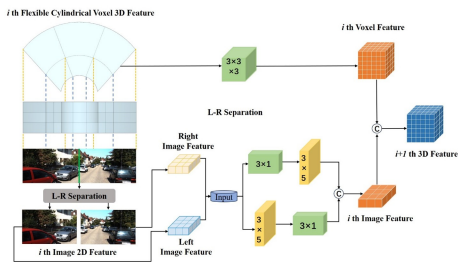 i th Flexible Cylindrical Voxel 3D Feature
3×3
×3
i th Voxel Feature
L-R Separation
C
i+1 th 3D Feature
Right
Image Feature
L-R Separation
3×1
3
×
5
Input
C
3
×
5
3×1
i th Image Feature
i th Image 2D Feature
Left
Image Feature